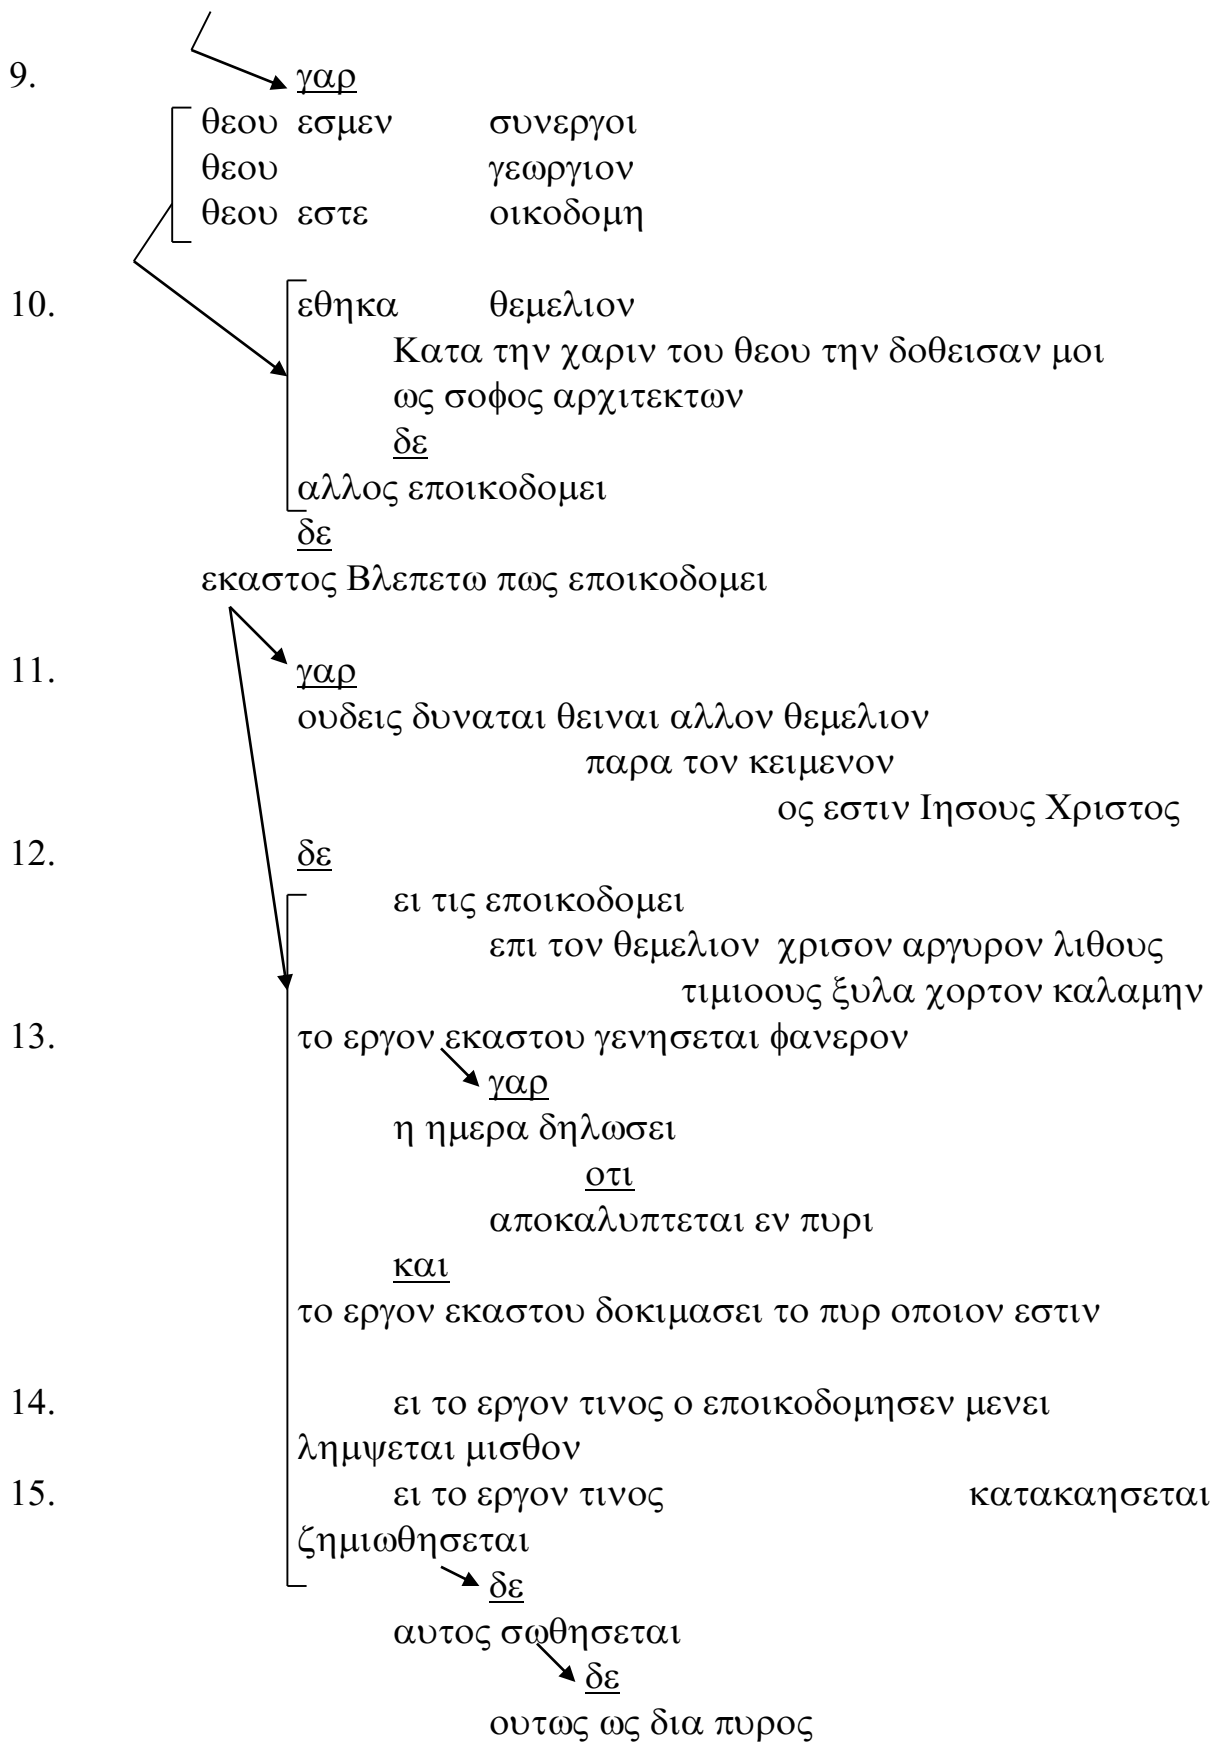 9. γαρ
θεου εσμεν συνεργοι
θεου γεωργιον
θεου εστε οικοδομη
10. εθηκα θεμελιον
Κατα την χαριν του θεου την δοθεισαν μοι
ως σοφος αρχιτεκτων
δε
αλλος εποικοδομει
δε
εκαστος Βλεπετω πως εποικοδομει
11. γαρ
ουδεις δυναται θειναι αλλον θεμελιον
παρα τον κειμενον
ος εστιν Ιησους Χριστος
12. δε
ει τις εποικοδομει
επι τον θεμελιον χρισον αργυρον λιθους
τιμιοους ξυλα χορτον καλαμην
13. το εργον εκαστου γενησεται φανερον
γαρ
η ημερα δηλωσει
οτι
αποκαλυπτεται εν πυρι
και
το εργον εκαστου δοκιμασει το πυρ οποιον εστιν
14. ει το εργον τινος ο εποικοδομησεν μενει
λημψεται μισθον
15. ει το εργον τινος κατακαησεται
ζημιωθησεται
δε
αυτος σωθησεται
δε
ουτως ως δια πυρος